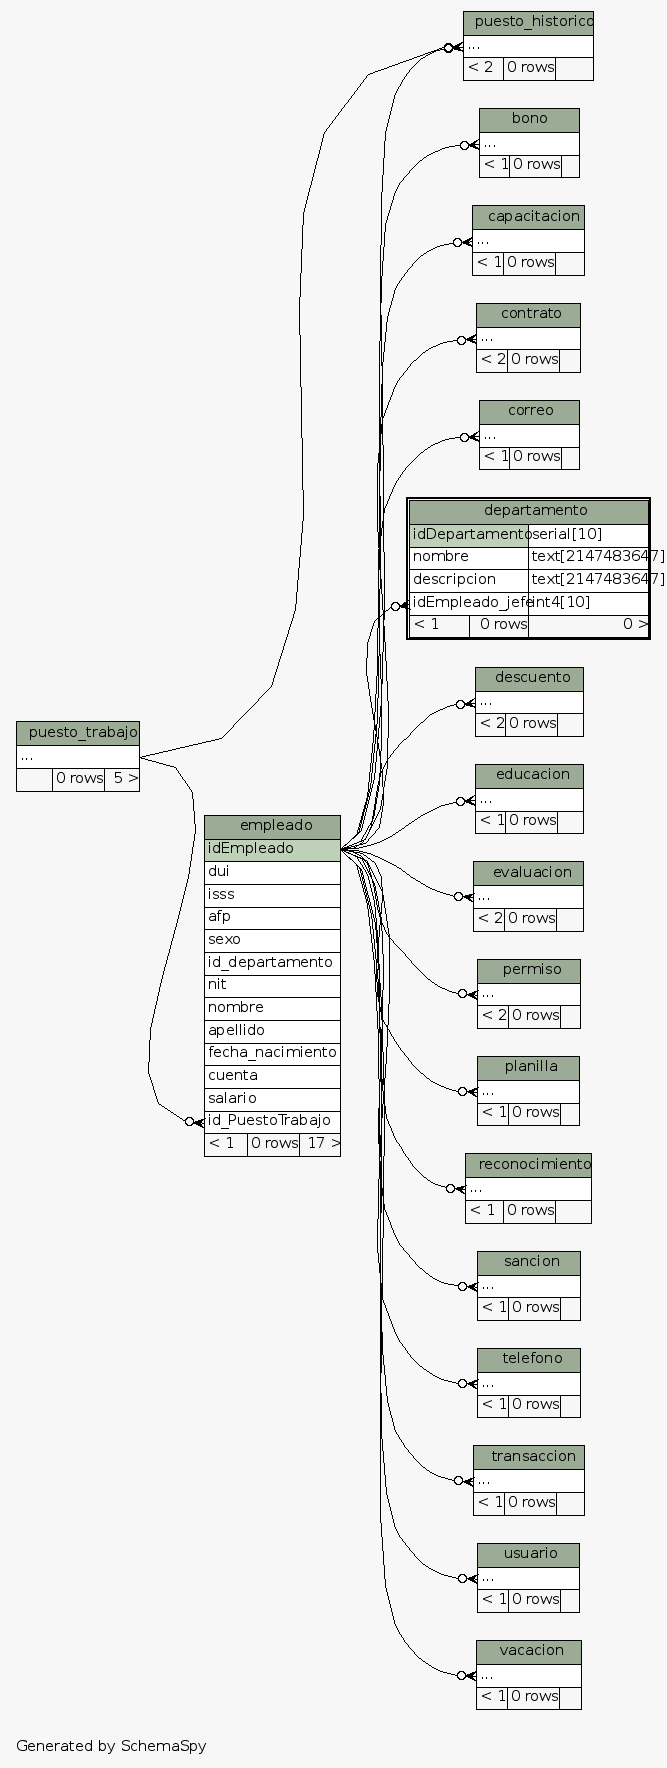 puesto_historico
...
< 2 0 rows
bono
...
< 1 0 rows
capacitacion
...
< 1 0 rows
contrato
...
< 2 0 rows
correo
...
< 1 0 rows
departamento
idDepartamento serial[10]
nombre text[2147483647]
descripcion text[2147483647]
idEmpleado_jefe int4[10]
< 1 0 rows 0 >
descuento
...
< 2 0 rows
puesto_trabajo
...
0 rows 5 >
educacion
...
< 1 0 rows
empleado
idEmpleado
dui
isss
afp
sexo
id_departamento
nit
nombre
apellido
fecha_nacimiento
cuenta
salario
id_PuestoTrabajo
< 1 0 rows 17 >
evaluacion
...
< 2 0 rows
permiso
...
< 2 0 rows
planilla
...
< 1 0 rows
reconocimiento
...
< 1 0 rows
sancion
...
< 1 0 rows
telefono
...
< 1 0 rows
transaccion
...
< 1 0 rows
usuario
...
< 1 0 rows
vacacion
...
< 1 0 rows
Generated by SchemaSpy